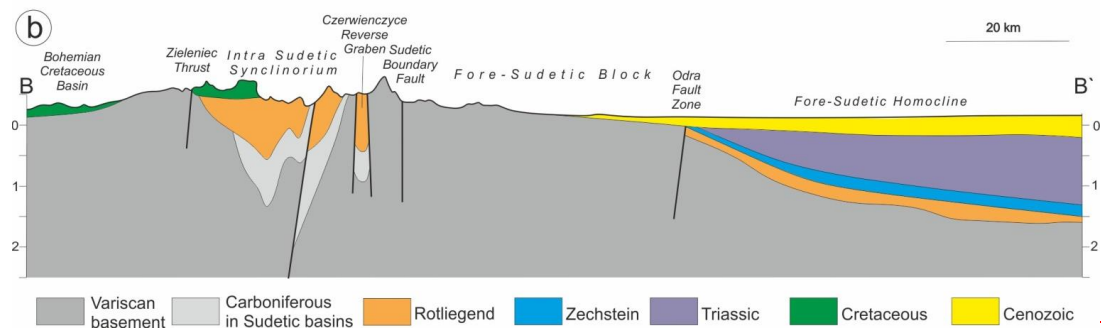 b
Czerwienczyce
Reverse
Graben
20 km
Bohemian
Cretaceous
Basin
Zieleniec
Thrust
Intra Sudetic
Synclinorium
Sudetic
Boundary
Fault
Fore-Sudetic Block
Odra
Fault
Zone
Fore-Sudetic Homocline
B
B`
0
1
2
0
1
2
Variscan
basement
Carboniferous
in Sudetic basins
Rotliegend
Zechstein
Triassic
Cretaceous
Cenozoic